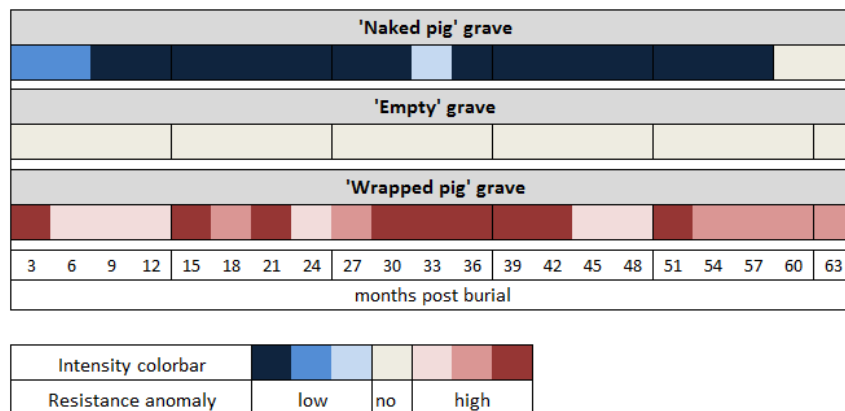 'Naked pig' grave
'Empty' grave
'Wrapped pig' grave
3 6 9 12 15 18 21 24 27 30 33 36 39 42 45 48 51 54 57 60 63
months post burial
Intensity colorbar
Resistance anomaly low no high